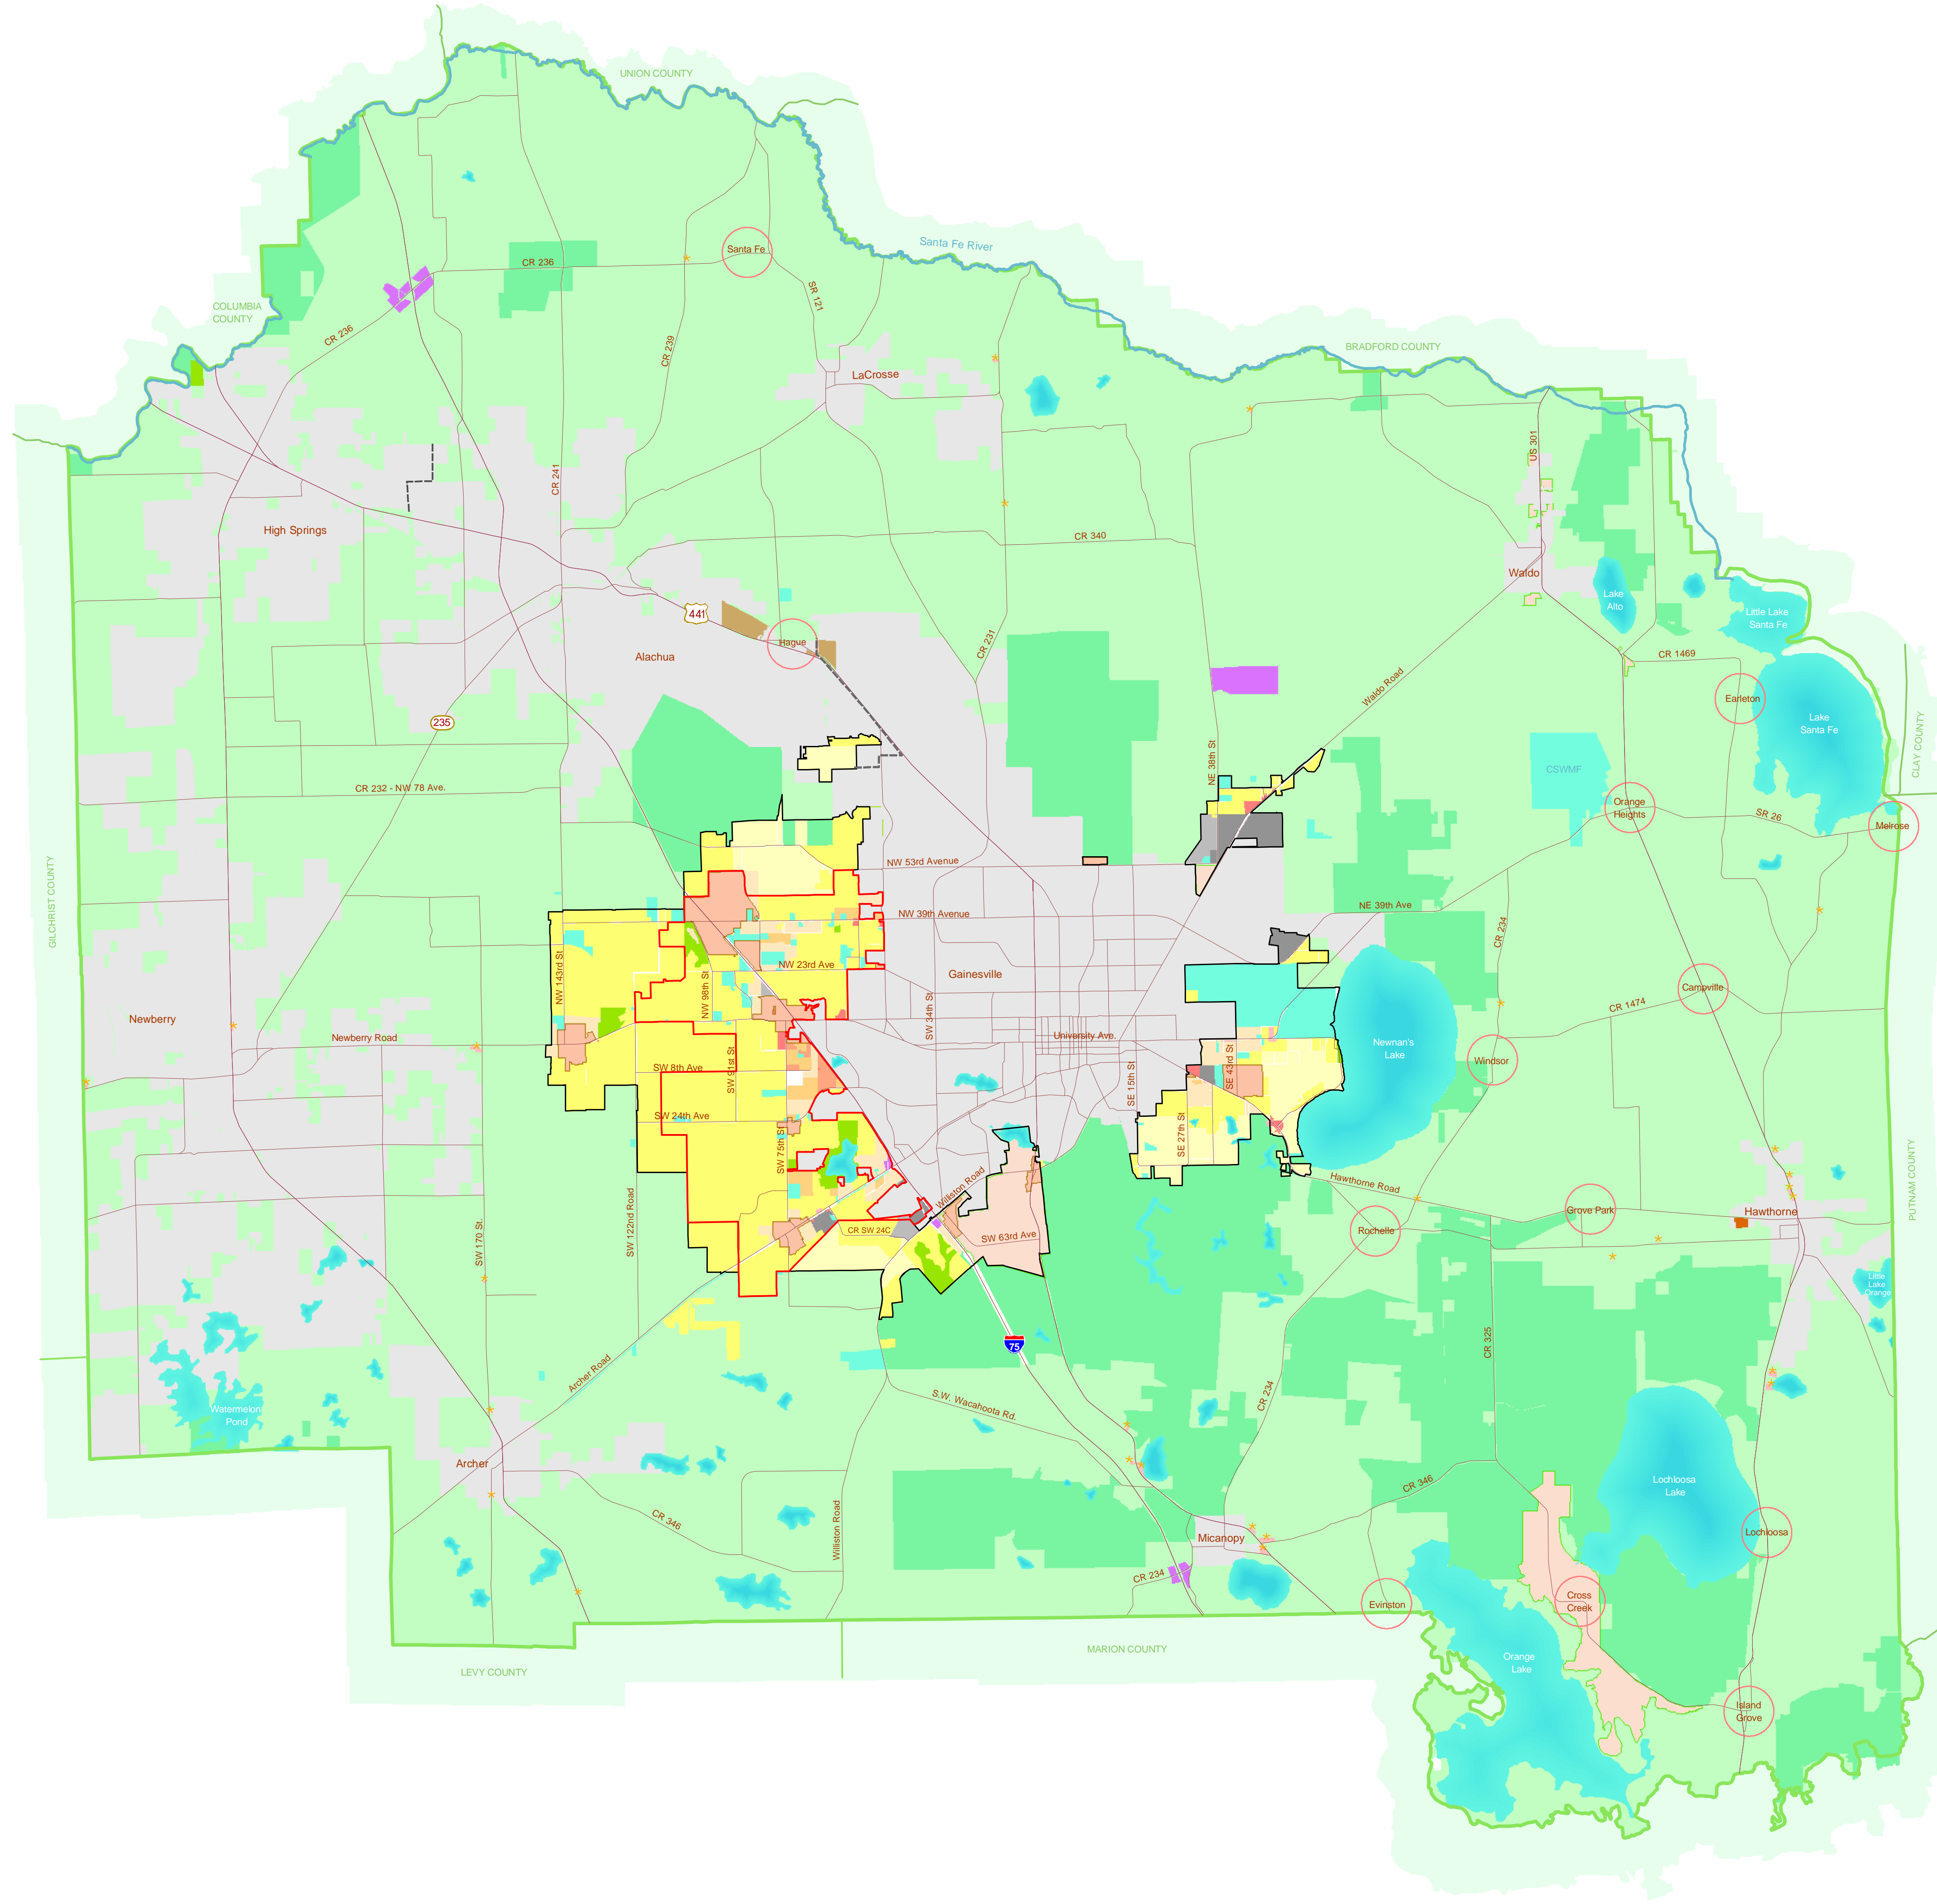 UNION COUNTY
Santa Fe River
Santa Fe
CR 236
SR 121
COLUMBIA
COUNTY
CR 236
CR 239
LaCrosse
BRADFORD COUNTY
US 301
CR 241
High Springs
CR 340
Waldo
Lake
Alto
Little Lake
Santa Fe
441
Hague
Alachua
CR 231
CR 1469
Waldo Road
Earleton
235
Lake
Santa Fe
CLAY COUNTY
NE 38th St
CSWMF
CR 232 - NW 78 Ave.
Orange
Heights
SR 26
Melrose
NW 53rd Avenue
GILCHRIST COUNTY
NW 39th Avenue
NE 39th Ave
CR 234
NW 143rd St
NW 98th St
NW 23rd Ave
Gainesville
Campville
CR 1474
Newberry
SW 34th St
Newberry Road
University Ave.
Newnan's
Lake
Windsor
SW 8th Ave
SW 91st St
SE 15th St
SE 43rd St
SW 24th Ave
SE 27th St
SW 75th St
PUTNAM COUNTY
Williston Road
Hawthorne Road
SW 170 St.
SW 122nd Road
Grove Park
Hawthorne
CR SW 24C
SW 63rd Ave
Rochelle
Little
Lake
Orange
75
CR 325
Archer Road
S.W. Wacahoota Rd.
CR 234
Watermelon
Pond
Archer
Lochloosa
Lake
CR 346
CR 346
Williston Road
Micanopy
Lochloosa
CR 234
Evinston
Cross
Creek
MARION COUNTY
LEVY COUNTY
Orange
Lake
Island
Grove